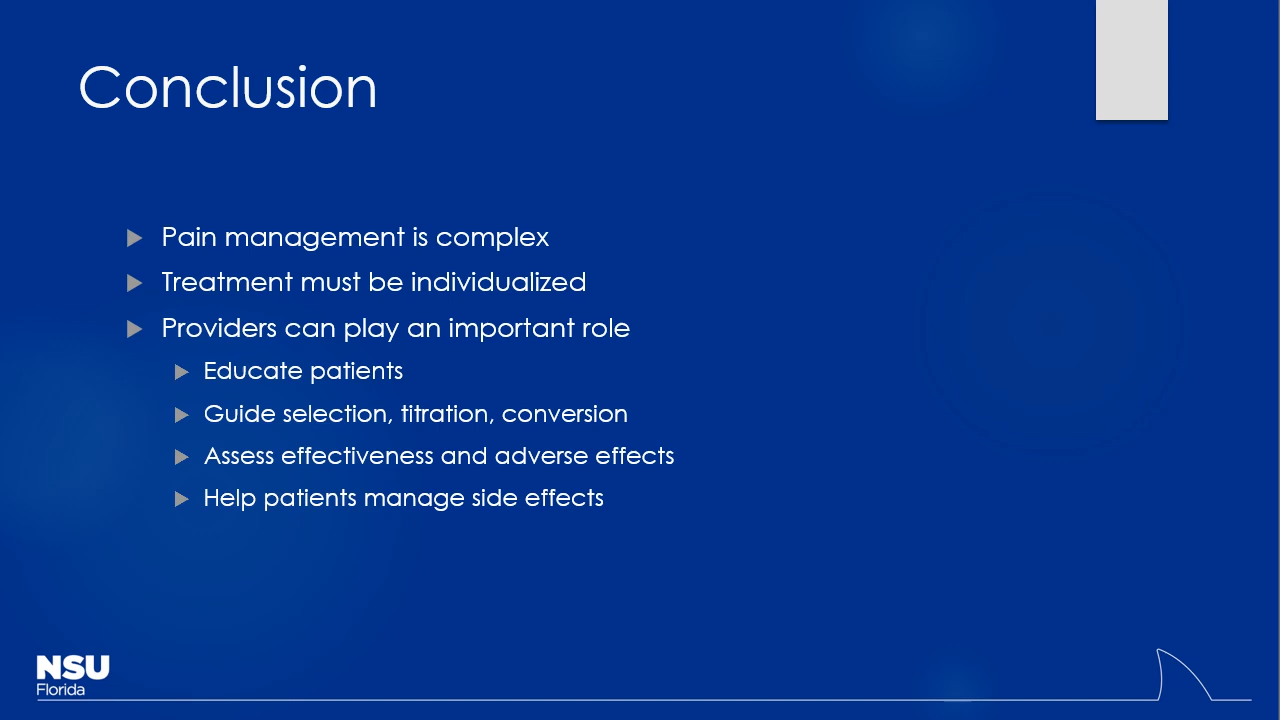 Conclusion
Pain management is complex
Treatment must be individualized
Providers can play an important role
Educate patients
Guide selection, titration, conversion
Assess effectiveness and adverse effects
Help patients manage side effects
NSU
Florida